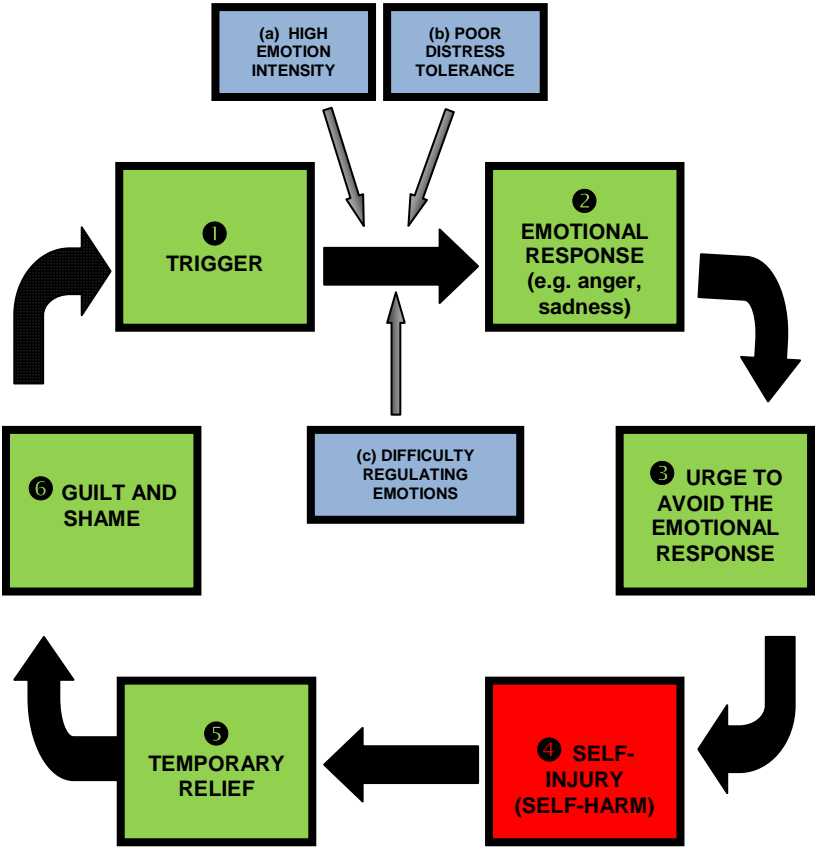 (a) HIGH
EMOTION
INTENSITY
(b) POOR
DISTRESS
TOLERANCE
❶
TRIGGER
❷
EMOTIONAL
RESPONSE
(e.g. anger,
sadness)
(c) DIFFICULTY
REGULATING
EMOTIONS
❸ URGE TO
AVOID THE
EMOTIONAL
RESPONSE
❹ SELF-
INJURY
(SELF-HARM)
❺
TEMPORARY
RELIEF
❻ GUILT AND
SHAME